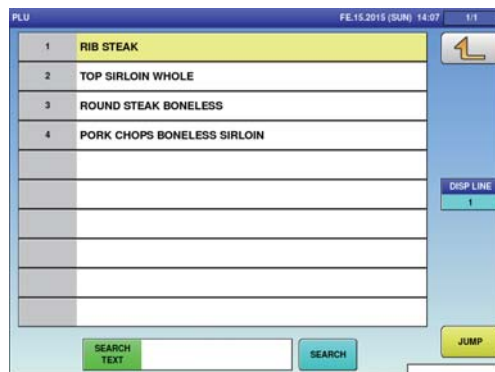 PLU FE.15.2015 (SUN) 14:07 1/1
1 RIB STEAK
2 TOP SIRLOIN WHOLE
3 ROUND STEAK BONELESS
4 PORK CHOPS BONELESS SIRLOIN
DISP LINE
1
SEARCH
TEXT
SEARCH
JUMP